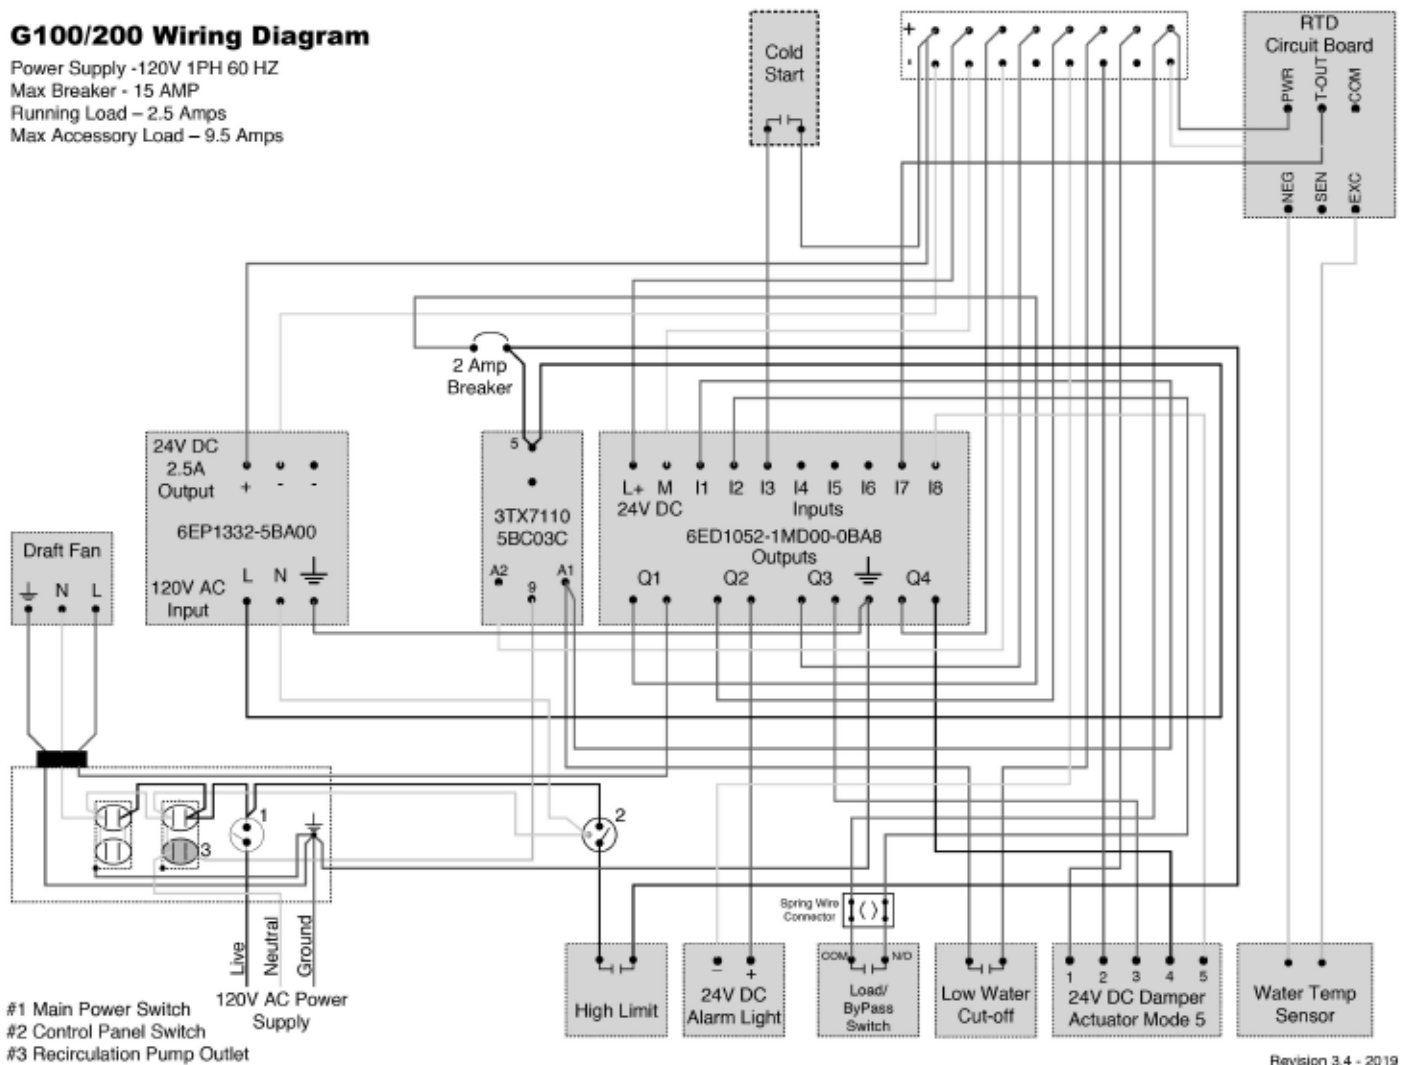 G100/200 Wiring Diagram
Power Supply -120V 1PH 60 HZ
Max Breaker - 15 AMP
Running Load – 2.5 Amps
Max Accessory Load – 9.5 Amps
Cold
Start
+
-
RTD
Circuit Board
PWR
T-OUT
COM
NEG
SEN
EXC
2 Amp
Breaker
24V DC
2.5A
Output
+ - -
6EP1332-5BA00
120V AC
Input
L N
Draft Fan
N L
5
3TX7110
5BC03C
A2
9
A1
L+ M I1 I2 I3 I4 I5 I6 I7 I8
24V DC
Inputs
6ED1052-1MD00-0BA8
Outputs
Q1 Q2 Q3 Q4
1
2
3
Live
Neutral
Ground
120V AC Power
Supply
#1 Main Power Switch
#2 Control Panel Switch
#3 Recirculation Pump Outlet
High Limit
- +
24V DC
Alarm Light
Spring Wire
Connector
( )
COM
N/O
Load/
ByPass
Switch
Low Water
Cut-off
1 2 3 4 5
24V DC Damper
Actuator Mode 5
Water Temp
Sensor
Revision 3.4 - 2019